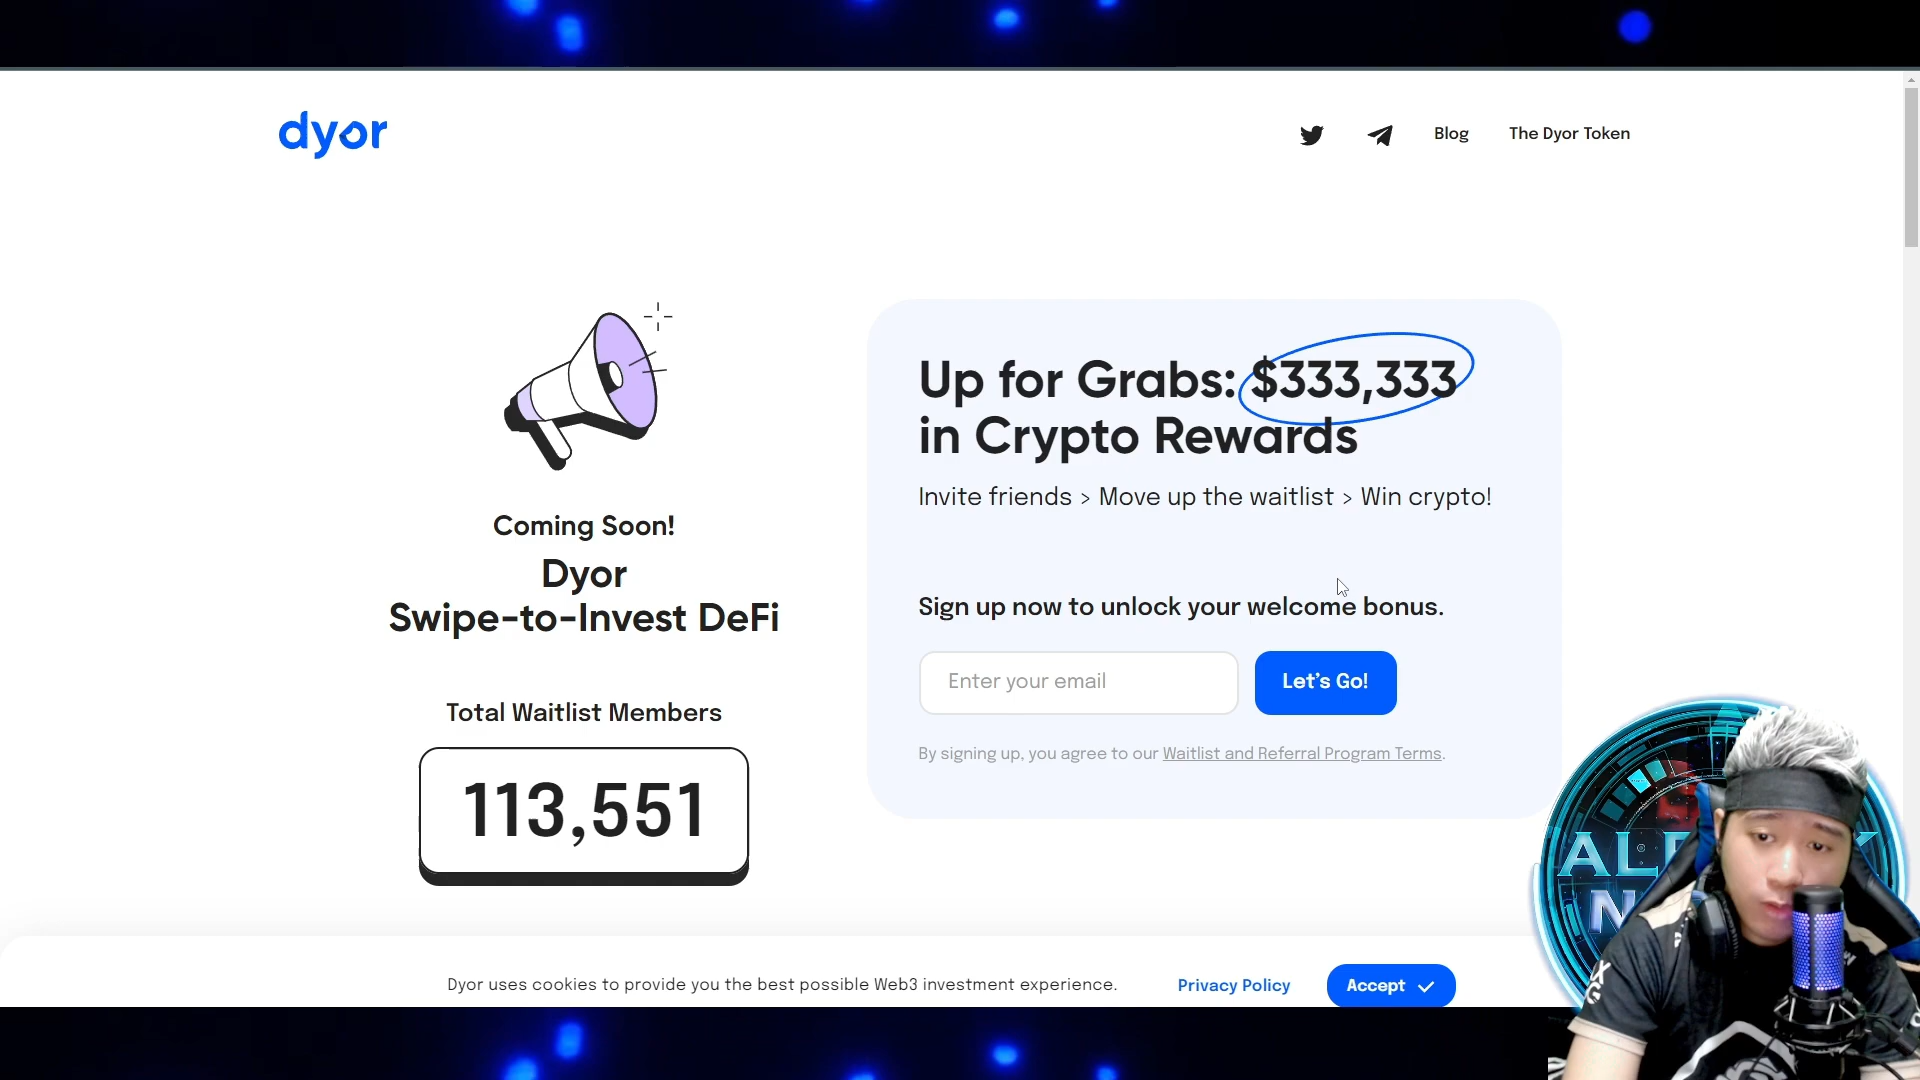 dyor
Blog
The Dyor Token
Up for Grabs: $333,333
in Crypto Rewards
Invite friends > Move up the waitlist > Win crypto!
Coming Soon!
Dyor
Swipe-to-Invest DeFi
Sign up now to unlock your welcome bonus.
Enter your email
Let's Go!
By signing up, you agree to our Waitlist and Referral Program Terms.
Total Waitlist Members
113,551
Dyor uses cookies to provide you the best possible Web3 investment experience.
Privacy Policy
Accept